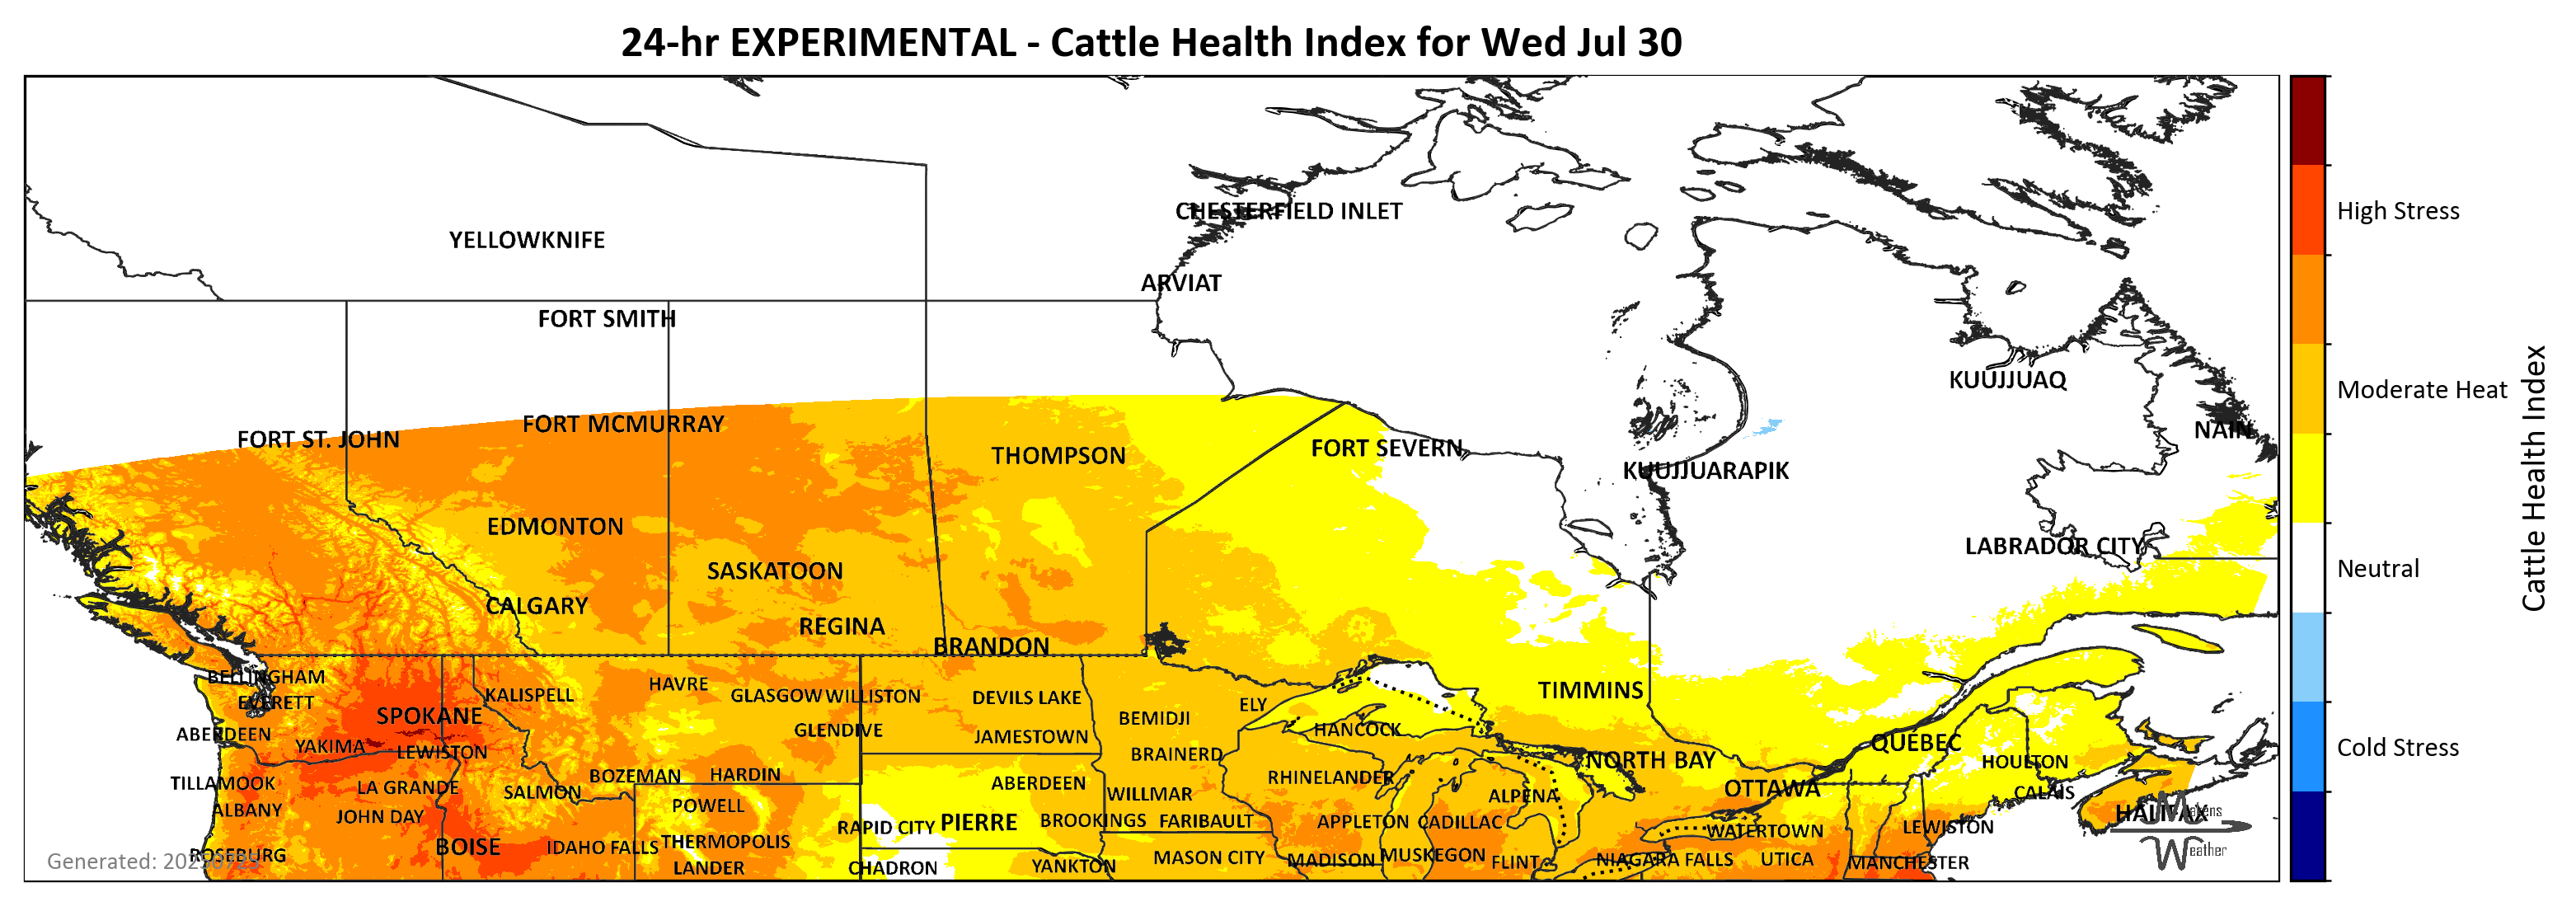 24-hr EXPERIMENTAL - Cattle Health Index for Wed Jul 30
CHESTERFIELD INLET
High Stress
YELLOWKNIFE
ARVIAT
FORT SMITH
KUUJJUAQ
Moderate Heat
FORT MCMURRAY
NAIN
FORT ST. JOHN
FORT SEVERN
THOMPSON
KUUJJUARAPIK
Cattle Health Index
EDMONTON
LABRADOR CITY
SASKATOON
Neutral
CALGARY
REGINA
BRANDON
BELLINGHAM
HAVRE
KALISPELL
GLASGOW
WILLISTON
DEVILS LAKE
TIMMINS
EVERETT
ELY
SPOKANE
BEMIDJI
GLENDIVE
HANCOCK
ABERDEEN
JAMESTOWN
QUEBEC
YAKIMA
LEWISTON
BRAINERD
Cold Stress
NORTH BAY
HOULTON
BOZEMAN
HARDIN
RHINELANDER
TILLAMOOK
LA GRANDE
ABERDEEN
OTTAWA
SALMON
WILLMAR
ALPENA
CALAIS
POWELL
ALBANY
JOHN DAY
HALIFAX
Makens
BROOKINGS
FARIBAULT
APPLETON
CADILLAC
PIERRE
RAPID CITY
WATERTOWN
LEWISTON
THERMOPOLIS
BOISE
IDAHO FALLS
Weather
ROSEBURG
MASON CITY
MADISON
MUSKEGON
NIAGARA FALLS
UTICA
Generated:
FLINT
MANCHESTER
LANDER
CHADRON
YANKTON